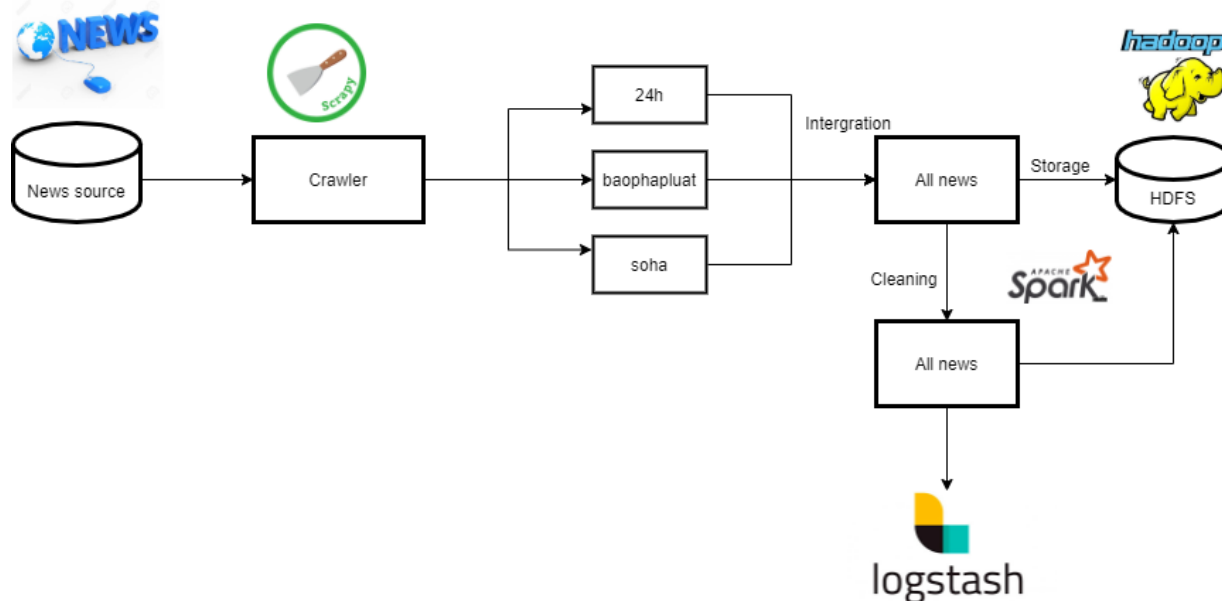 NEWS
Scrapy
hadoop
24h
Intergration
News source
Crawler
baophapluat
All news
Storage
HDFS
soha
Cleaning
APACHE
Spark
All news
logstash